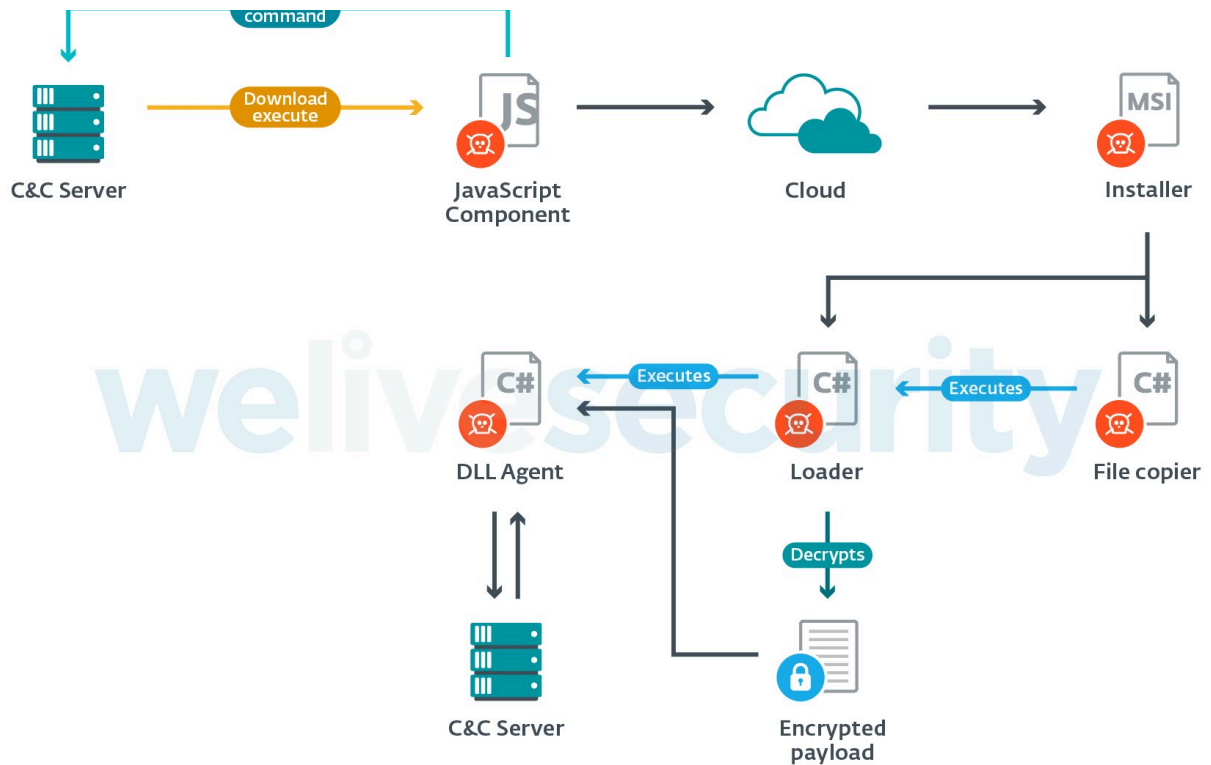 command
Download
execute
JS
MSI
C&C Server
JavaScript
Component
Cloud
Installer
welivesecurity
C#
Executes
C#
Executes
C#
DLL Agent
Loader
File copier
Decrypts
C&C Server
Encrypted
payload